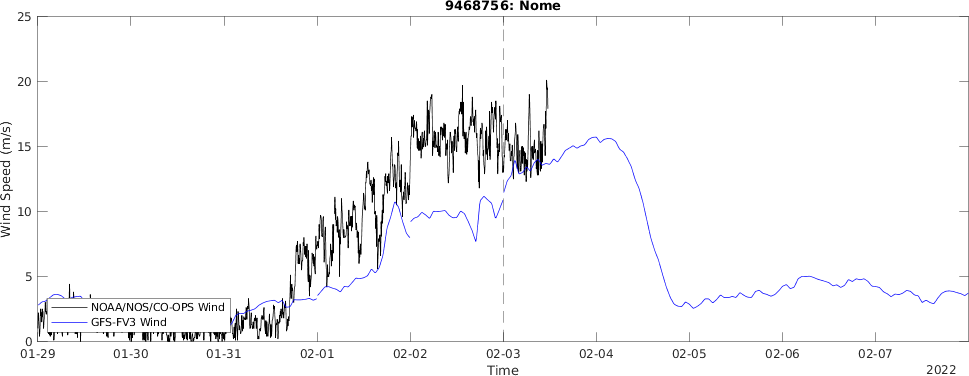 9468756: Nome
25
20
15
10
5
0
Wind Speed (m/s)
NOAA/NOS/CO-OPS Wind
GFS-FV3 Wind
01-29 01-30 01-31 02-01 02-02 02-03 02-04 02-05 02-06 02-07
Time
2022